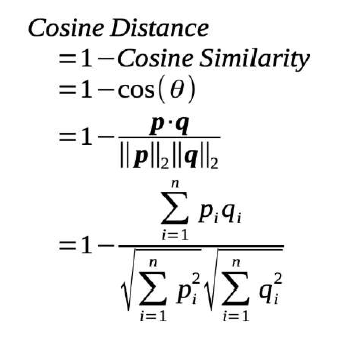 Cosine Distance
=1−Cosine Similarity
=1−cos(θ)
=1− p·q / ||p||₂||q||₂
=1− ∑ᵢ₌₁ⁿ pᵢqᵢ / √(∑ᵢ₌₁ⁿ pᵢ²) √(∑ᵢ₌₁ⁿ qᵢ²)